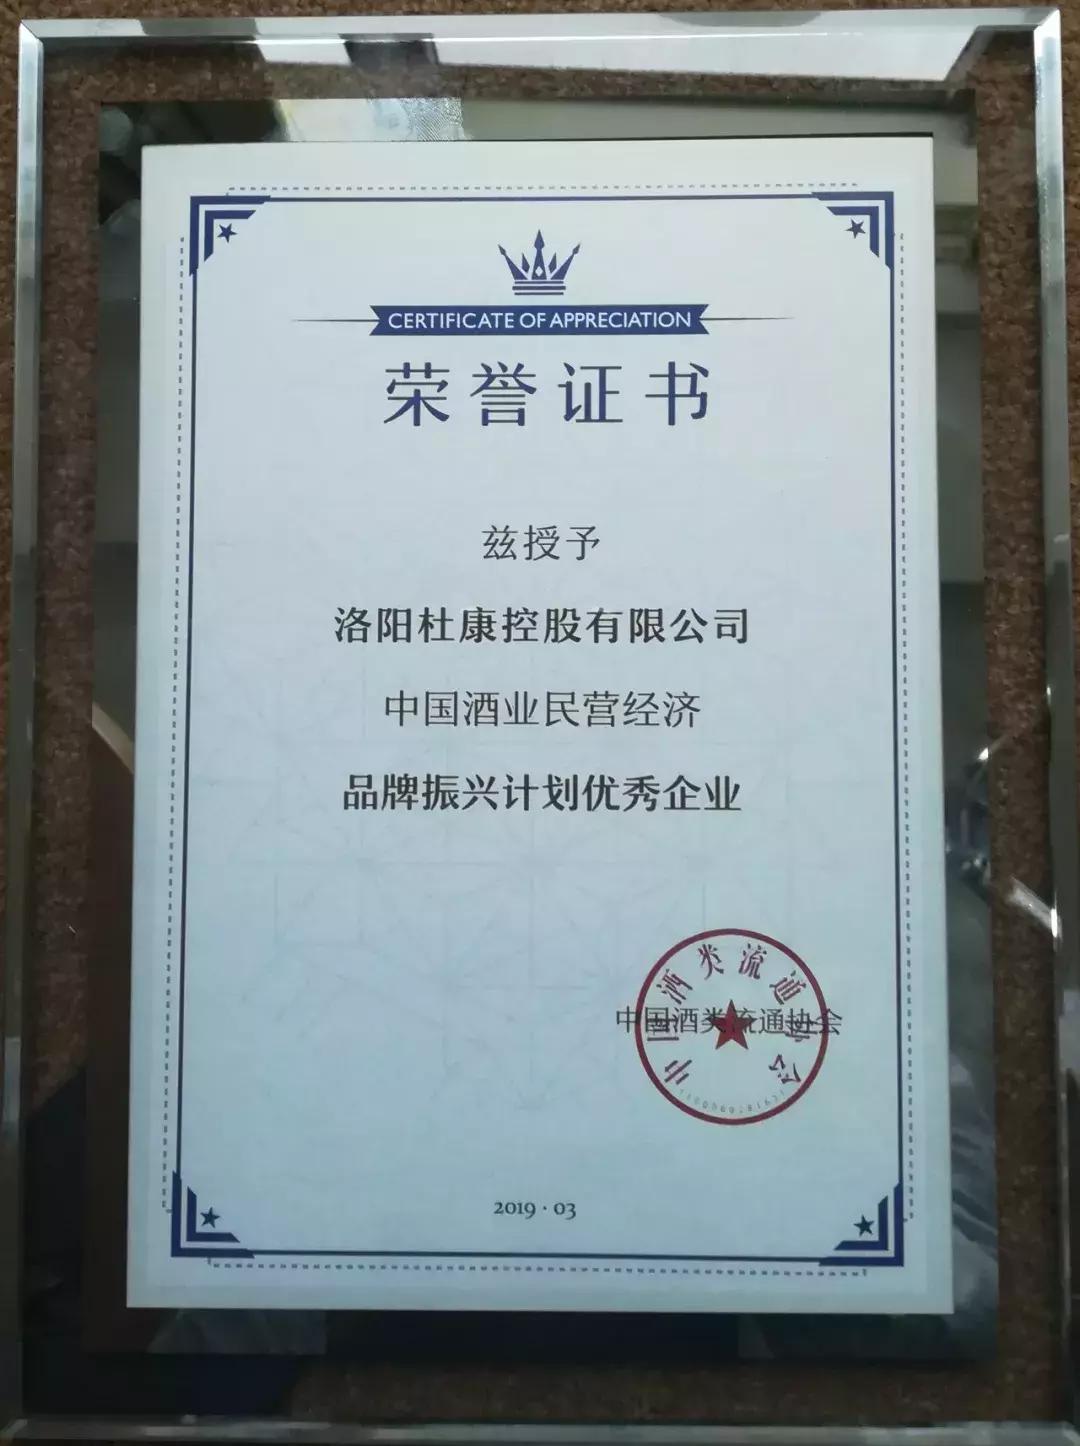 CERTIFICATE OF APPRECIATION
荣誉证书
兹授予
洛阳杜康控股有限公司
中国酒业民营经济
品牌振兴计划优秀企业
中国酒类流通协会
中国酒类流通协会
2019 · 03